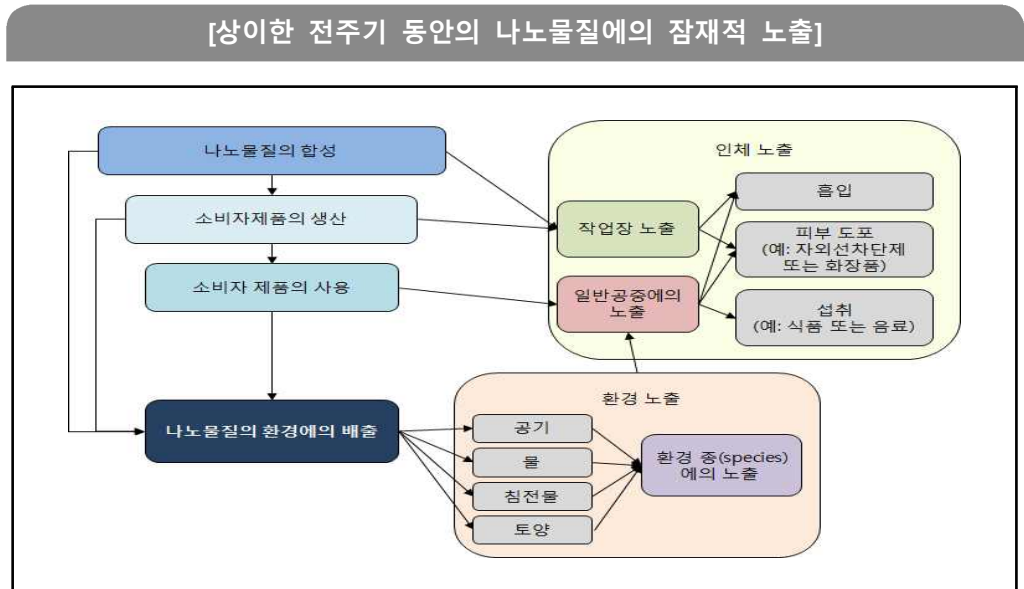 [상이한 전주기 동안의 나노물질에의 잠재적 노출]
나노물질의 합성
소비자제품의 생산
소비자 제품의 사용
나노물질의 환경에의 배출
인체 노출
작업장 노출
일반공중에의
노출
흡입
피부 도포
(예: 자외선차단제
또는 화장품)
섭취
(예: 식품 또는 음료)
환경 노출
공기
물
침전물
토양
환경 종(species)
에의 노출